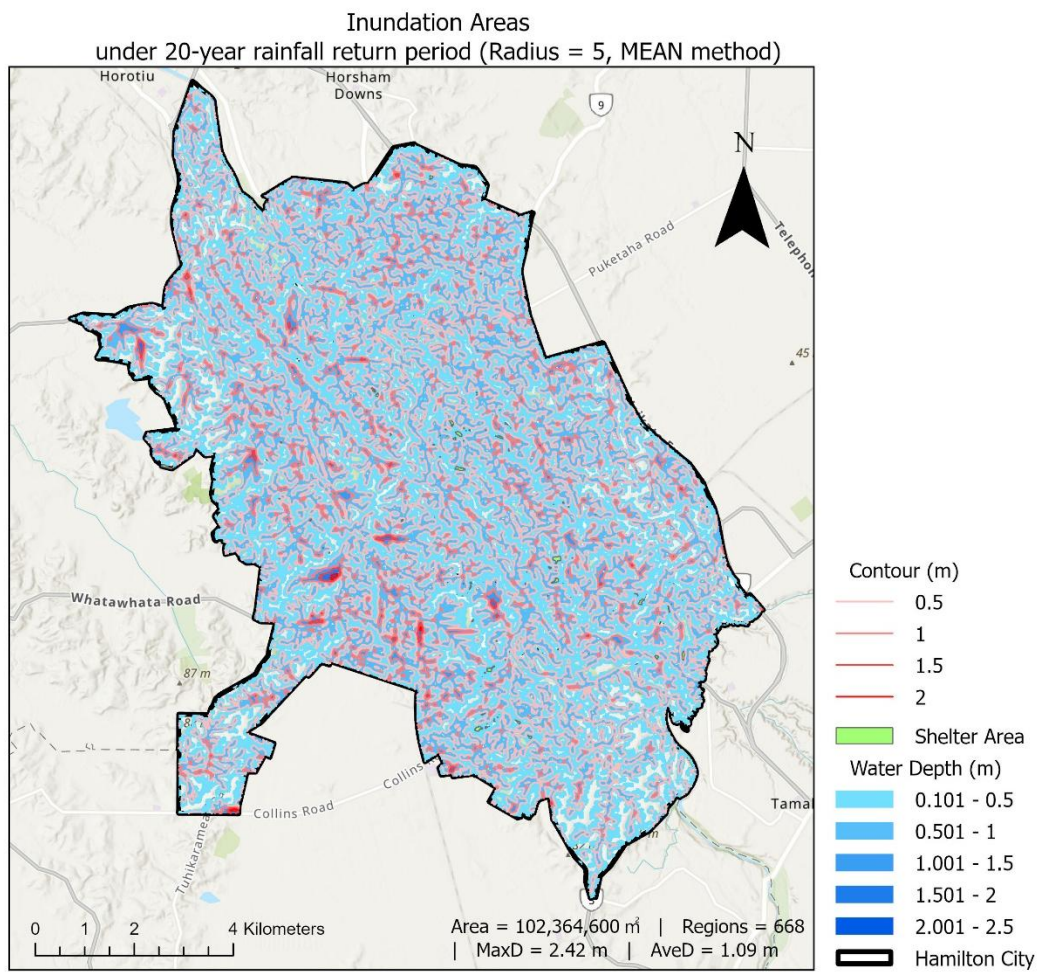 Inundation Areas
under 20-year rainfall return period (Radius = 5, MEAN method)
Horotiu
Horsham
Downs
9
N
Puketaha Road
Telephon
45
Whatawhata Road
87 m
Collins
Collins Road
Tuhikaramea
Tamah
0 1 2 4 Kilometers
Area = 102,364,600 ㎡ | Regions = 668
| MaxD = 2.42 m | AveD = 1.09 m
Contour (m)
0.5
1
1.5
2
Shelter Area
Water Depth (m)
0.101 - 0.5
0.501 - 1
1.001 - 1.5
1.501 - 2
2.001 - 2.5
Hamilton City